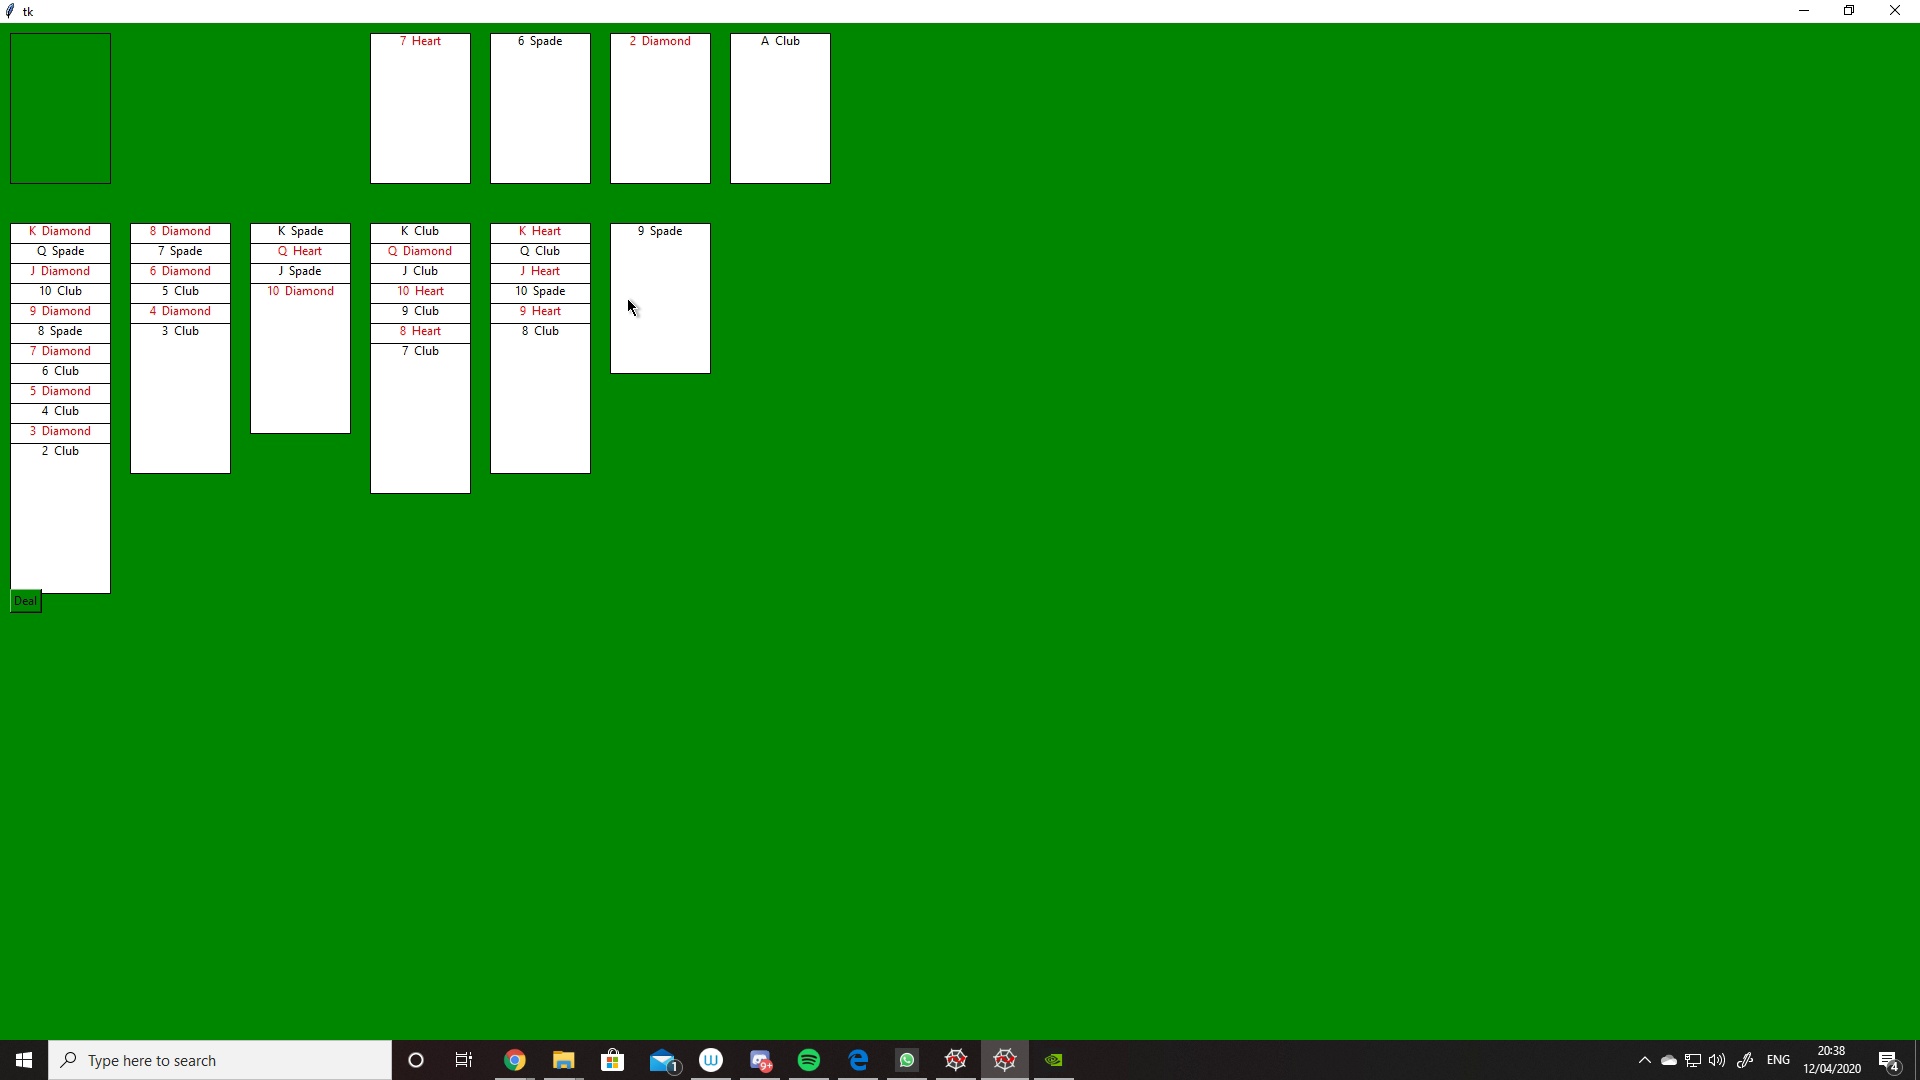 tk
7 Heart
6 Spade
2 Diamond
A Club
K Diamond
Q Spade
J Diamond
10 Club
9 Diamond
8 Spade
7 Diamond
6 Club
5 Diamond
4 Club
3 Diamond
2 Club
8 Diamond
7 Spade
6 Diamond
5 Club
4 Diamond
3 Club
K Spade
Q Heart
J Spade
10 Diamond
K Club
Q Diamond
J Club
10 Heart
9 Club
8 Heart
7 Club
K Heart
Q Club
J Heart
10 Spade
9 Heart
8 Club
9 Spade
Deal
Type here to search
1
W
9+
ENG
20:38
12/04/2020
4